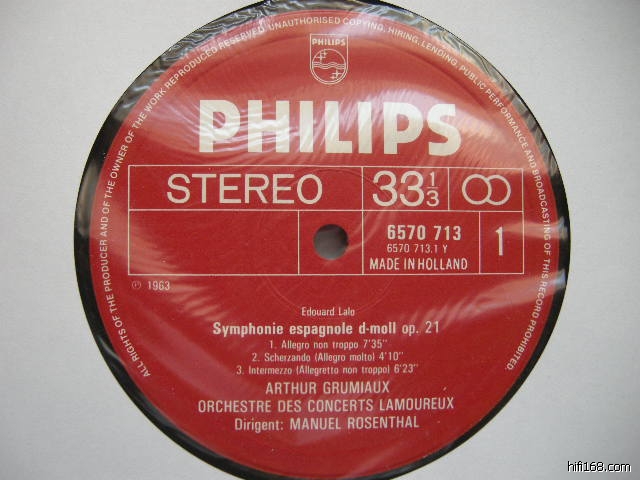 ALL RIGHTS OF THE PRODUCER AND OF THE OWNER OF THE WORK REPRODUCED RESERVED UNAUTHORISED COPYING, HIRING, LENDING, PUBLIC PERFORMANCE AND BROADCASTING OF THIS RECORD PROHIBITED.
PHILIPS
PHILIPS
STEREO
33 1/3
6570 713
6570 713.1 Y
MADE IN HOLLAND
1
℗ 1963
Edouard Lalo
Symphonie espagnole d-moll op. 21
1. Allegro non troppo 7'35''
2. Scherzando (Allegro molto) 4'10''
3. Intermezzo (Allegretto non troppo) 6'23''
ARTHUR GRUMIAUX
ORCHESTRE DES CONCERTS LAMOUREUX
Dirigent: MANUEL ROSENTHAL
hifi168.com